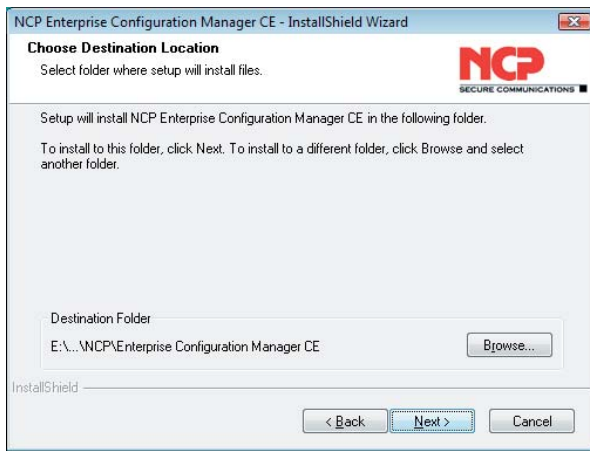 NCP Enterprise Configuration Manager CE - InstallShield Wizard
Choose Destination Location
Select folder where setup will install files.
NCP
SECURE COMMUNICATIONS
Setup will install NCP Enterprise Configuration Manager CE in the following folder.
To install to this folder, click Next. To install to a different folder, click Browse and select
another folder.
Destination Folder
E:\...\NCP\Enterprise Configuration Manager CE
Browse...
InstallShield
< Back
Next >
Cancel